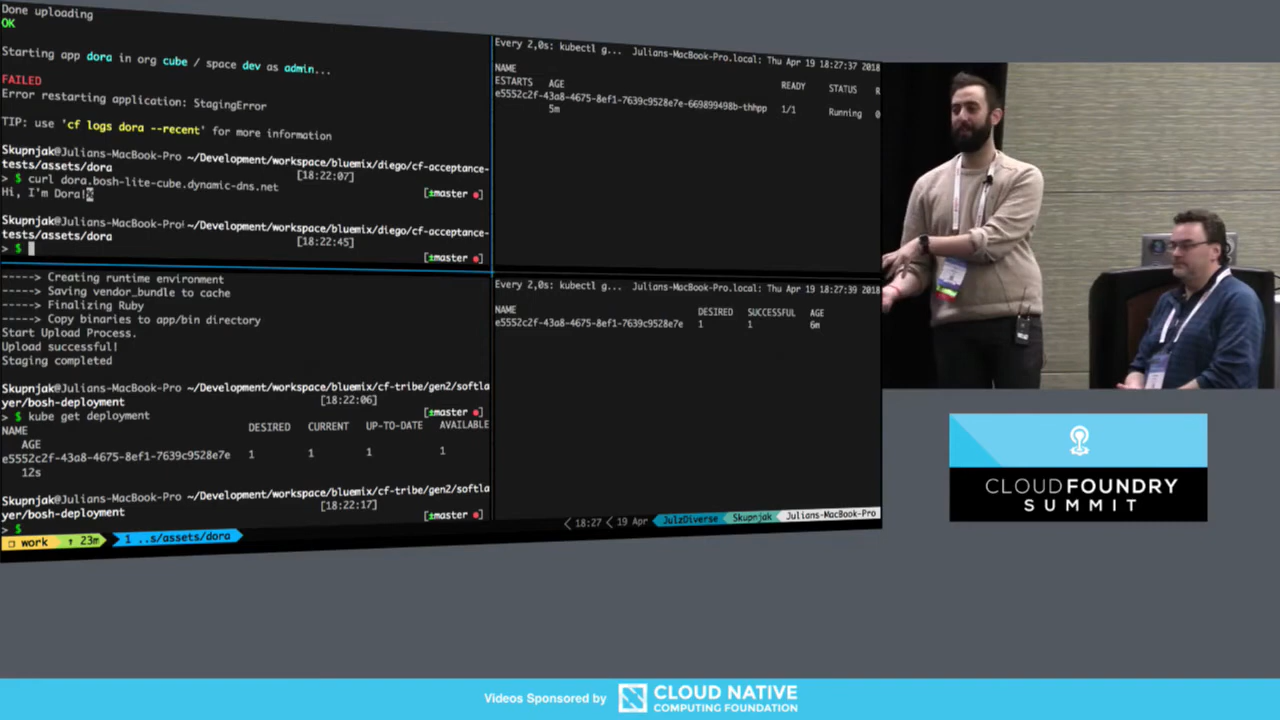 Done uploading
OK
Starting app dora in org cube / space dev as admin...
FAILED
Error restarting application: StagingError
TIP: use 'cf logs dora --recent' for more information
Skupnjak@Julians-MacBook-Pro ~/Development/workspace/bluemix/diego/cf-acceptance-
tests/assets/dora [18:22:07]
> $ curl dora.bosh-lite-cube.dynamic-dns.net [±master ●]
Hi, I'm Dora!%
Skupnjak@Julians-MacBook-Pro ~/Development/workspace/bluemix/diego/cf-acceptance-
tests/assets/dora [18:22:45]
> $ [±master ●]
Every 2,0s: kubectl g... Julians-MacBook-Pro.local: Thu Apr 19 18:27:37 2018
NAME READY STATUS R
ESTARTS AGE
e5552c2f-43a8-4675-8ef1-7639c9528e7e-669899498b-thhpp 1/1 Running 0
5m
-----> Creating runtime environment
-----> Saving vendor_bundle to cache
-----> Finalizing Ruby
-----> Copy binaries to app/bin directory
Start Upload Process.
Upload successful!
Staging completed
Skupnjak@Julians-MacBook-Pro ~/Development/workspace/bluemix/cf-tribe/gen2/softla
yer/bosh-deployment [18:22:06]
> $ kube get deployment [±master ●]
NAME DESIRED CURRENT UP-TO-DATE AVAILABLE
AGE
e5552c2f-43a8-4675-8ef1-7639c9528e7e 1 1 1 1
12s
Skupnjak@Julians-MacBook-Pro ~/Development/workspace/bluemix/cf-tribe/gen2/softla
yer/bosh-deployment [18:22:17]
> $ [±master ●]
Every 2,0s: kubectl g... Julians-MacBook-Pro.local: Thu Apr 19 18:27:39 2018
NAME DESIRED SUCCESSFUL AGE
e5552c2f-43a8-4675-8ef1-7639c9528e7e 1 1 6m
work ↑ 23m 1 ..s/assets/dora
18:27 19 Apr JulzDiverse Skupnjak Julians-MacBook-Pro
CLOUD FOUNDRY
SUMMIT
Videos Sponsored by
CLOUD NATIVE
COMPUTING FOUNDATION